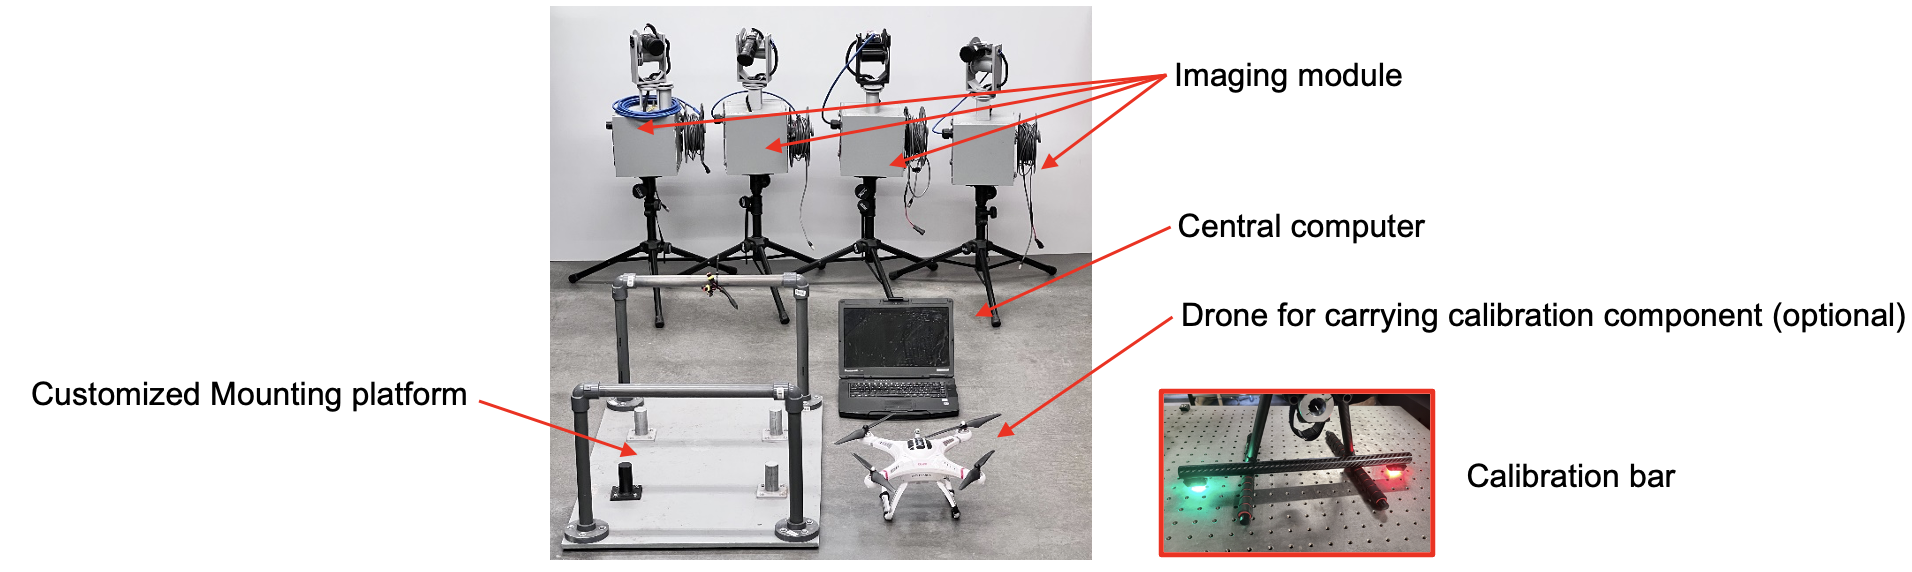 Imaging module
Central computer
Drone for carrying calibration component (optional)
Customized Mounting platform
Calibration bar